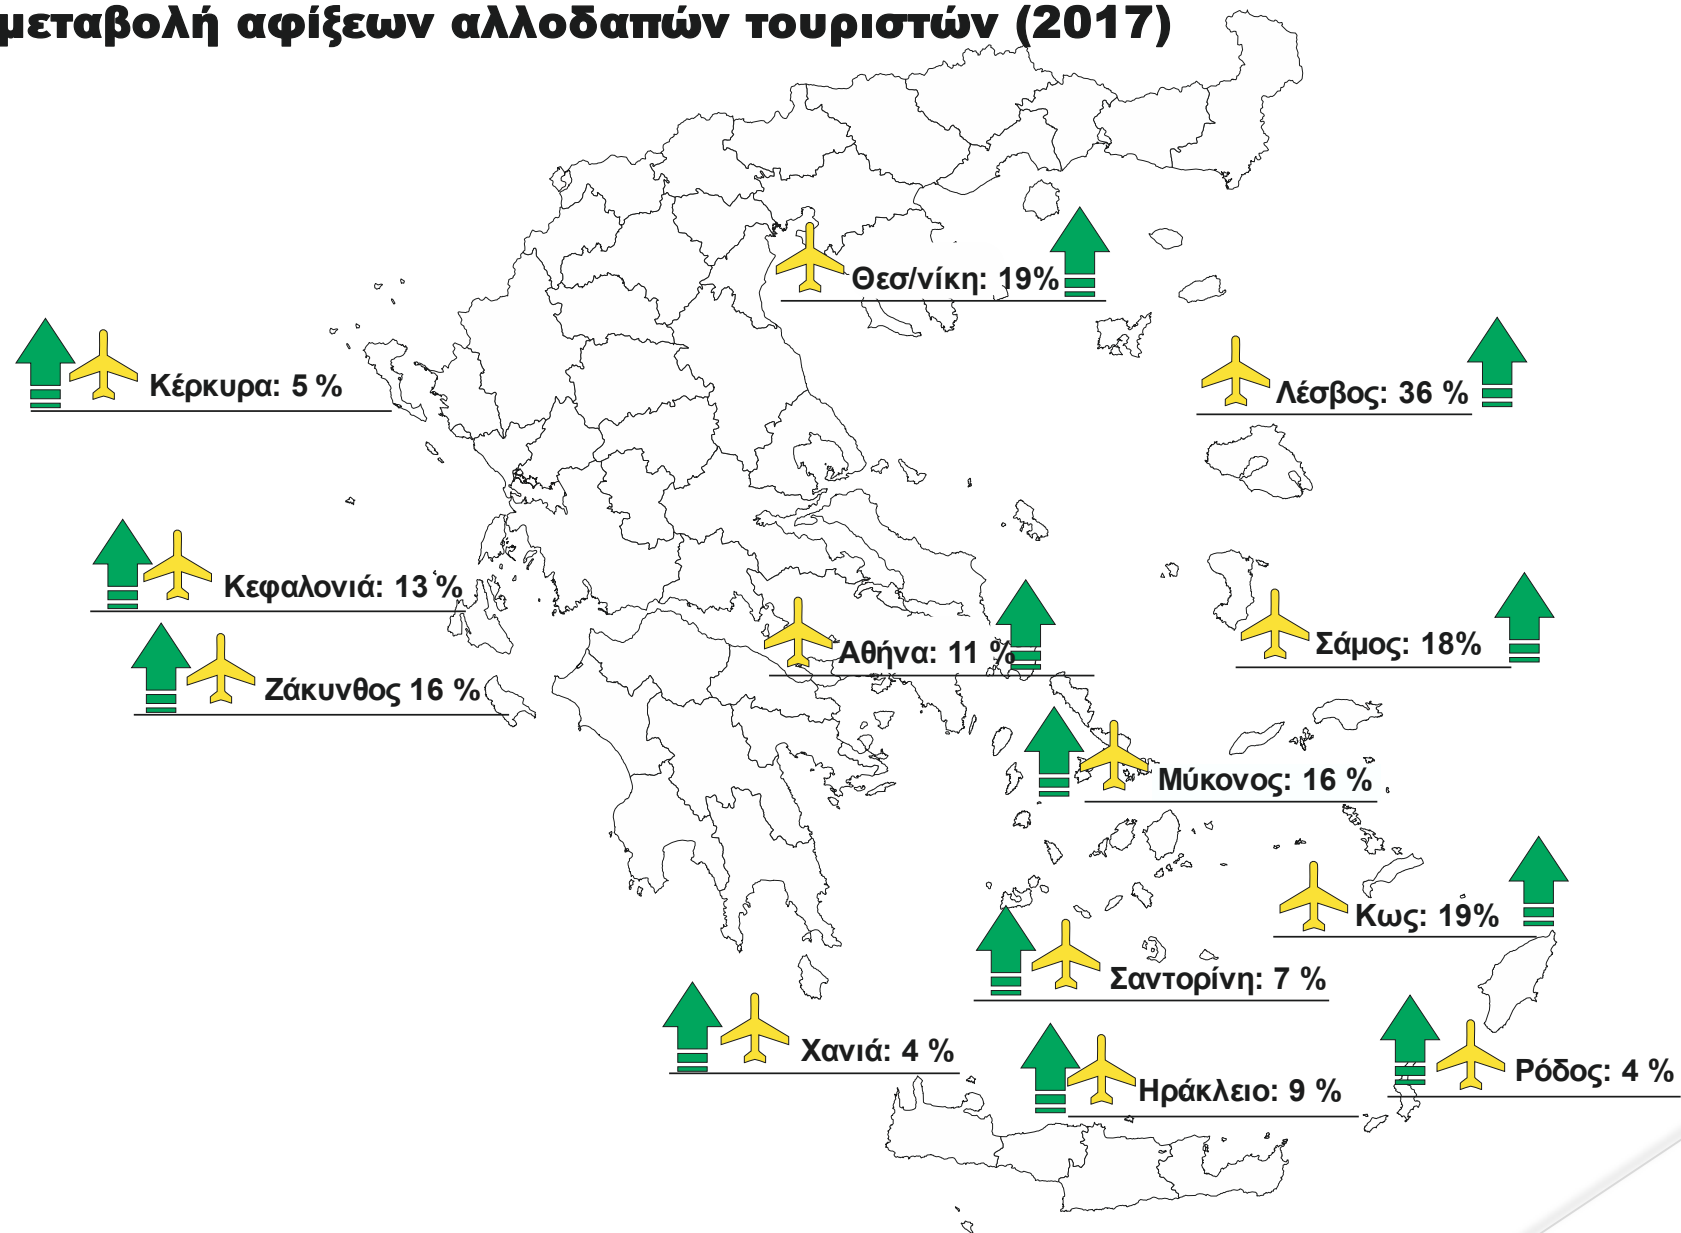 μεταβολή αφίξεων αλλοδαπών τουριστών (2017)
Θεσ/νίκη: 19%
Κέρκυρα: 5 %
Λέσβος: 36 %
Κεφαλονιά: 13 %
Αθήνα: 11 %
Σάμος: 18%
Ζάκυνθος 16 %
Μύκονος: 16 %
Κως: 19%
Σαντορίνη: 7 %
Χανιά: 4 %
Ηράκλειο: 9 %
Ρόδος: 4 %